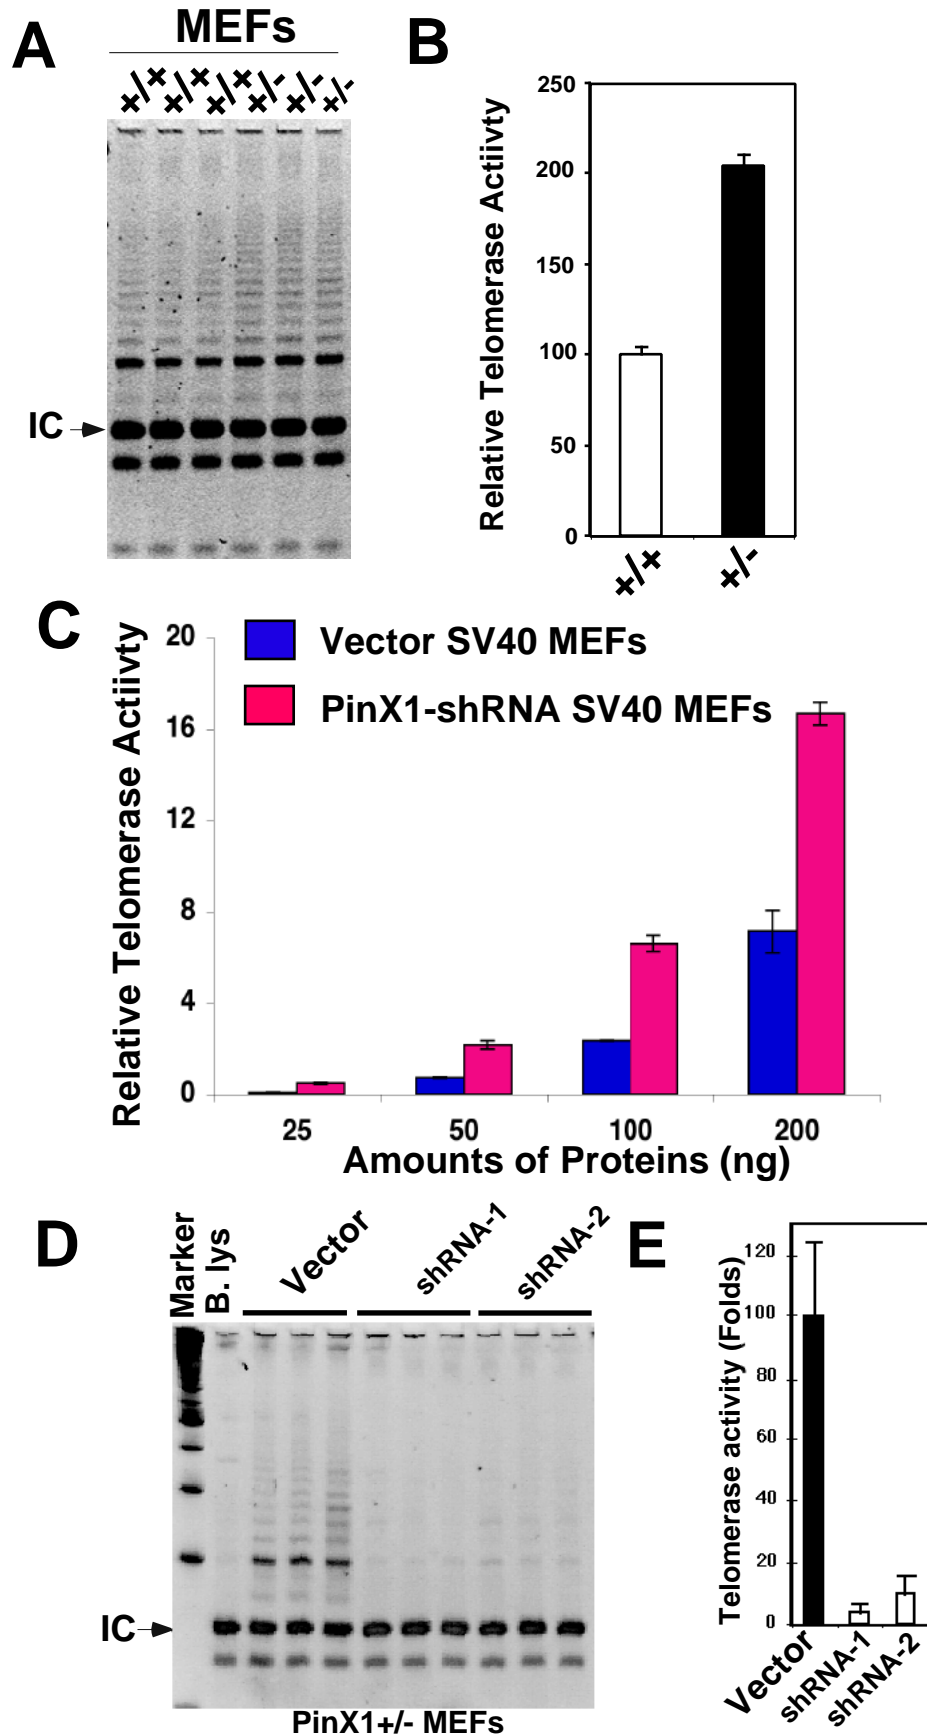 A
MEFs
+/+ +/+ +/+ +/- +/- +/-
IC
B
Relative Telomerase Actiivty
250
200
150
100
50
0
+/+ +/-
C
Relative Telomerase Actiivty
20
16
12
8
4
0
Vector SV40 MEFs
PinX1-shRNA SV40 MEFs
25 50 100 200
Amounts of Proteins (ng)
D
Marker
B. lys
Vector
shRNA-1
shRNA-2
IC
PinX1+/- MEFs
E
Telomerase activity (Folds)
120
100
80
60
40
20
0
Vector
shRNA-1
shRNA-2